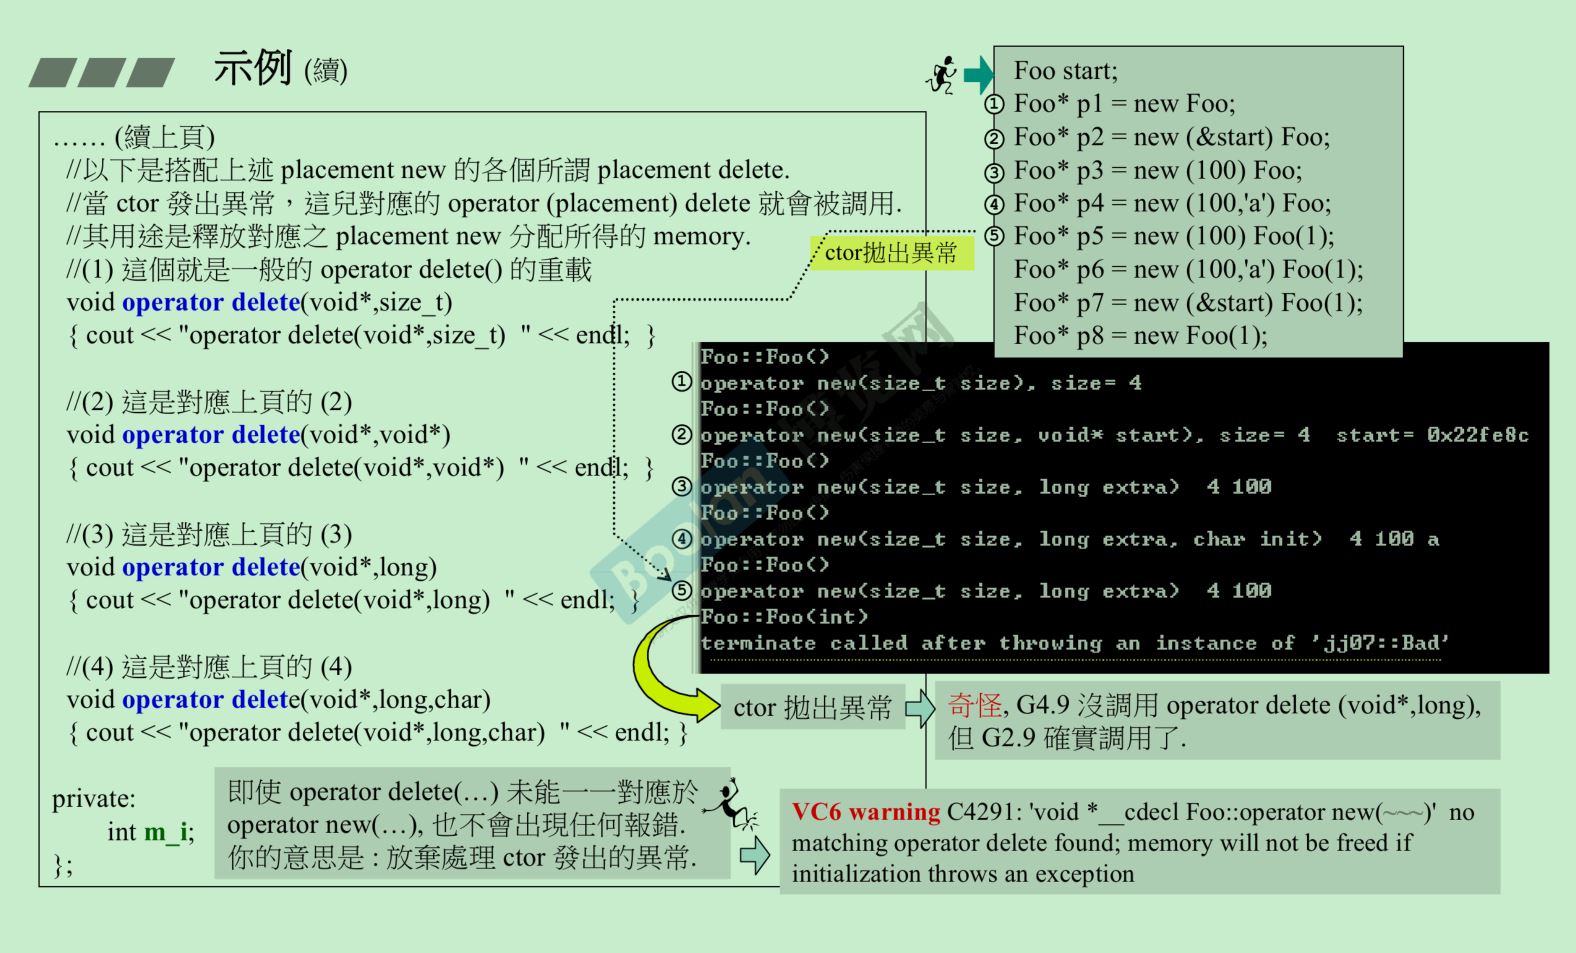 示例 (續)
…… (續上頁)
//以下是搭配上述 placement new 的各個所謂 placement delete.
//當 ctor 發出異常，這兒對應的 operator (placement) delete 就會被調用.
//其用途是釋放對應之 placement new 分配所得的 memory.
//(1) 這個就是一般的 operator delete() 的重載
void operator delete(void*,size_t)
{ cout << "operator delete(void*,size_t)  " << endl;  }
//(2) 這是對應上頁的 (2)
void operator delete(void*,void*)
{ cout << "operator delete(void*,void*)  " << endl;  }
//(3) 這是對應上頁的 (3)
void operator delete(void*,long)
{ cout << "operator delete(void*,long)  " << endl;  }
//(4) 這是對應上頁的 (4)
void operator delete(void*,long,char)
{ cout << "operator delete(void*,long,char)  " << endl; }
private:
int m_i;
};
Foo start;
① Foo* p1 = new Foo;
② Foo* p2 = new (&start) Foo;
③ Foo* p3 = new (100) Foo;
④ Foo* p4 = new (100,'a') Foo;
⑤ Foo* p5 = new (100) Foo(1);
Foo* p6 = new (100,'a') Foo(1);
Foo* p7 = new (&start) Foo(1);
Foo* p8 = new Foo(1);
ctor拋出異常
Foo::Foo()
① operator new(size_t size), size= 4
Foo::Foo()
② operator new(size_t size, void* start), size= 4  start= 0x22fe8c
Foo::Foo()
③ operator new(size_t size, long extra)  4 100
Foo::Foo()
④ operator new(size_t size, long extra, char init)  4 100 a
Foo::Foo()
⑤ operator new(size_t size, long extra)  4 100
Foo::Foo(int)
terminate called after throwing an instance of 'jj07::Bad'
ctor 拋出異常
奇怪, G4.9 沒調用 operator delete (void*,long),
但 G2.9 確實調用了.
即使 operator delete(…) 未能一一對應於
operator new(…), 也不會出現任何報錯.
你的意思是 : 放棄處理 ctor 發出的異常.
VC6 warning C4291: 'void *__cdecl Foo::operator new(~~~)'  no
matching operator delete found; memory will not be freed if
initialization throws an exception
Boolan
博览网